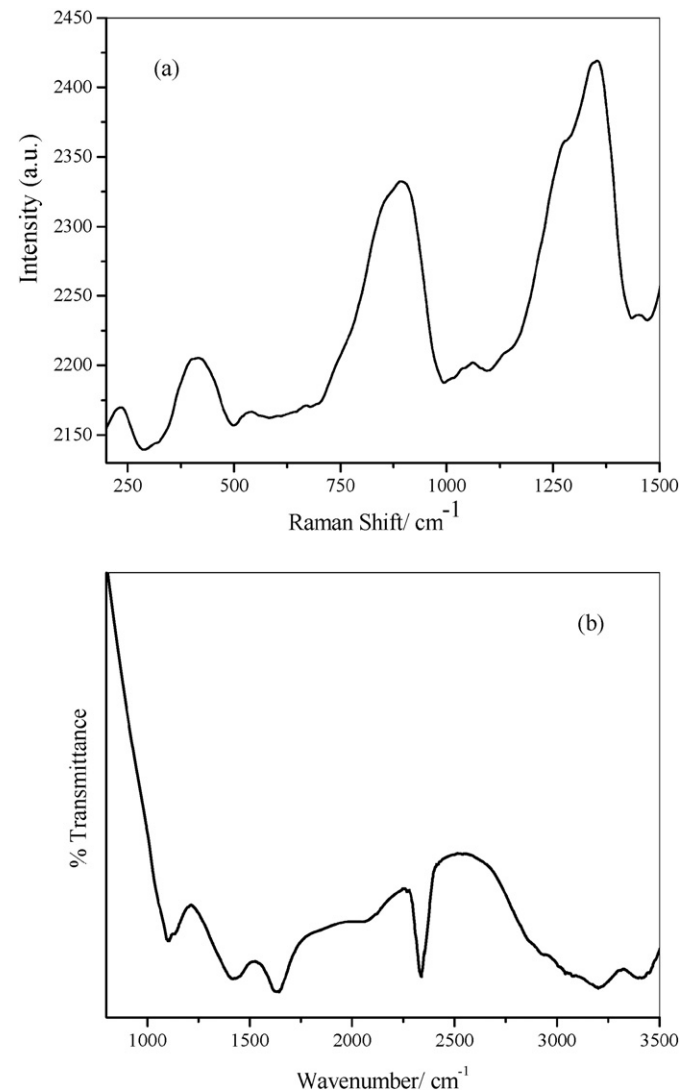 2450
(a)
2400
2350
2300
2250
2200
2150
Intensity (a.u.)
250 500 750 1000 1250 1500
Raman Shift/ cm⁻¹
(b)
% Transmittance
1000 1500 2000 2500 3000 3500
Wavenumber/ cm⁻¹